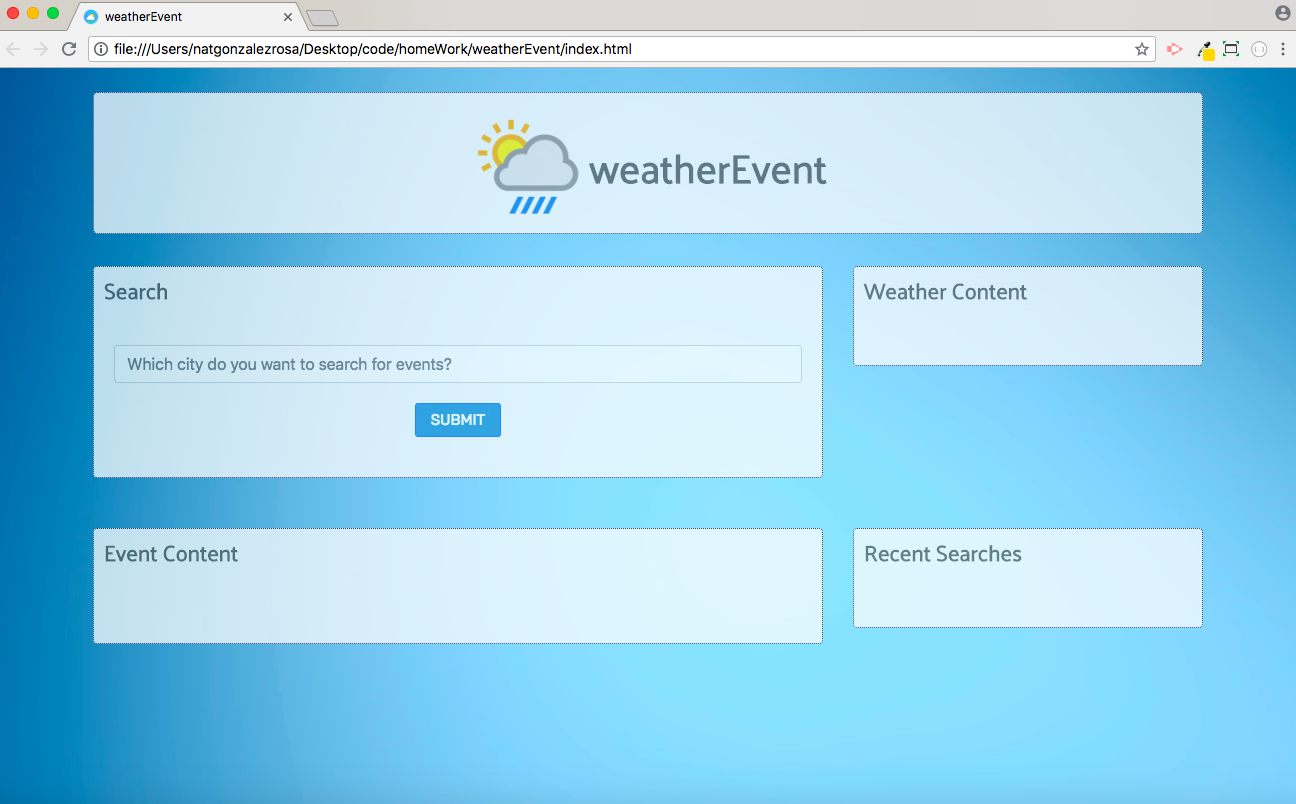 weatherEvent
file:///Users/natgonzalezrosa/Desktop/code/homeWork/weatherEvent/index.html
weatherEvent
Search
Weather Content
Which city do you want to search for events?
SUBMIT
Event Content
Recent Searches